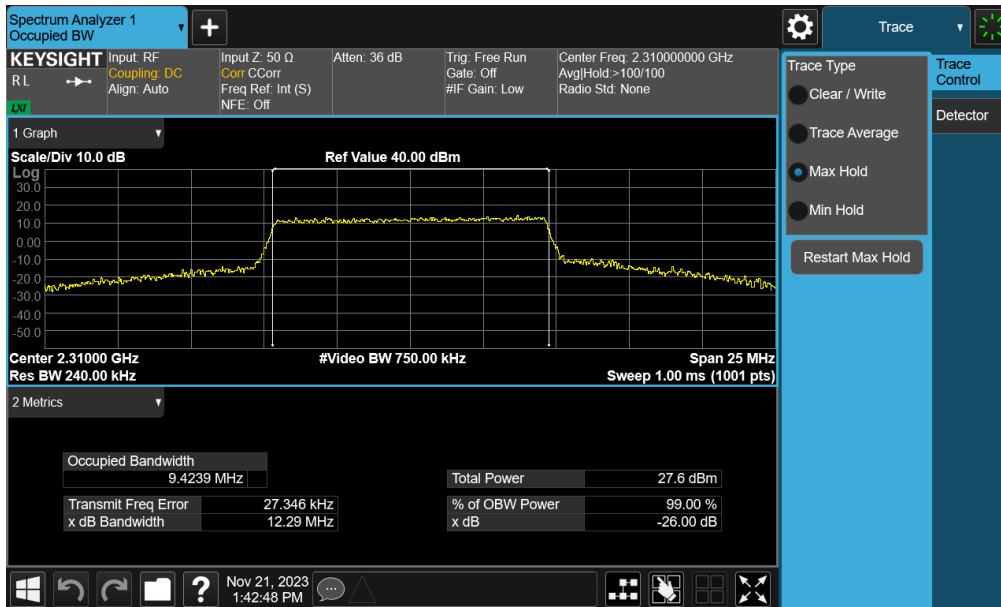 Spectrum Analyzer 1
Occupied BW
+
Trace
KEYSIGHT
R L
LXI
Input: RF
Coupling: DC
Align: Auto
Input Z: 50 Ω
Corr CCorr
Freq Ref: Int (S)
NFE: Off
Atten: 36 dB
Trig: Free Run
Gate: Off
#IF Gain: Low
Center Freq: 2.310000000 GHz
Avg|Hold:>100/100
Radio Std: None
Trace Type
Clear / Write
Trace Average
Max Hold
Min Hold
Restart Max Hold
Trace
Control
Detector
1 Graph
Scale/Div 10.0 dB
Ref Value 40.00 dBm
Log
30.0
20.0
10.0
0.00
-10.0
-20.0
-30.0
-40.0
-50.0
Center 2.31000 GHz
#Video BW 750.00 kHz
Span 25 MHz
Res BW 240.00 kHz
Sweep 1.00 ms (1001 pts)
2 Metrics
Occupied Bandwidth
9.4239 MHz
Total Power 27.6 dBm
Transmit Freq Error 27.346 kHz
% of OBW Power 99.00 %
x dB Bandwidth 12.29 MHz
x dB -26.00 dB
?
Nov 21, 2023
1:42:48 PM